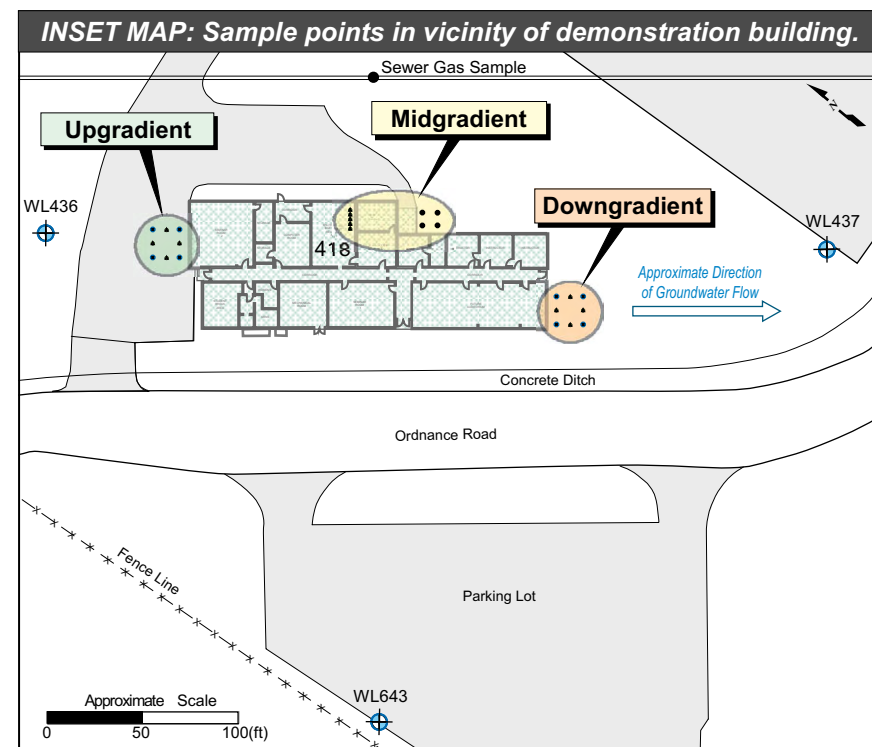 INSET MAP: Sample points in vicinity of demonstration building.
Sewer Gas Sample
N
Upgradient
Midgradient
Downgradient
WL436
WL437
418
Approximate Direction
of Groundwater Flow
Concrete Ditch
Ordnance Road
Fence Line
Parking Lot
WL643
Approximate Scale
0 50 100(ft)